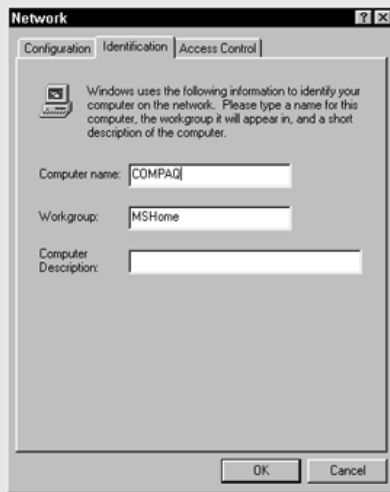 Network
Configuration Identification Access Control
Windows uses the following information to identify your
computer on the network. Please type a name for this
computer, the workgroup it will appear in, and a short
description of the computer.
Computer name: COMPAQ
Workgroup: MSHome
Computer
Description:
OK Cancel